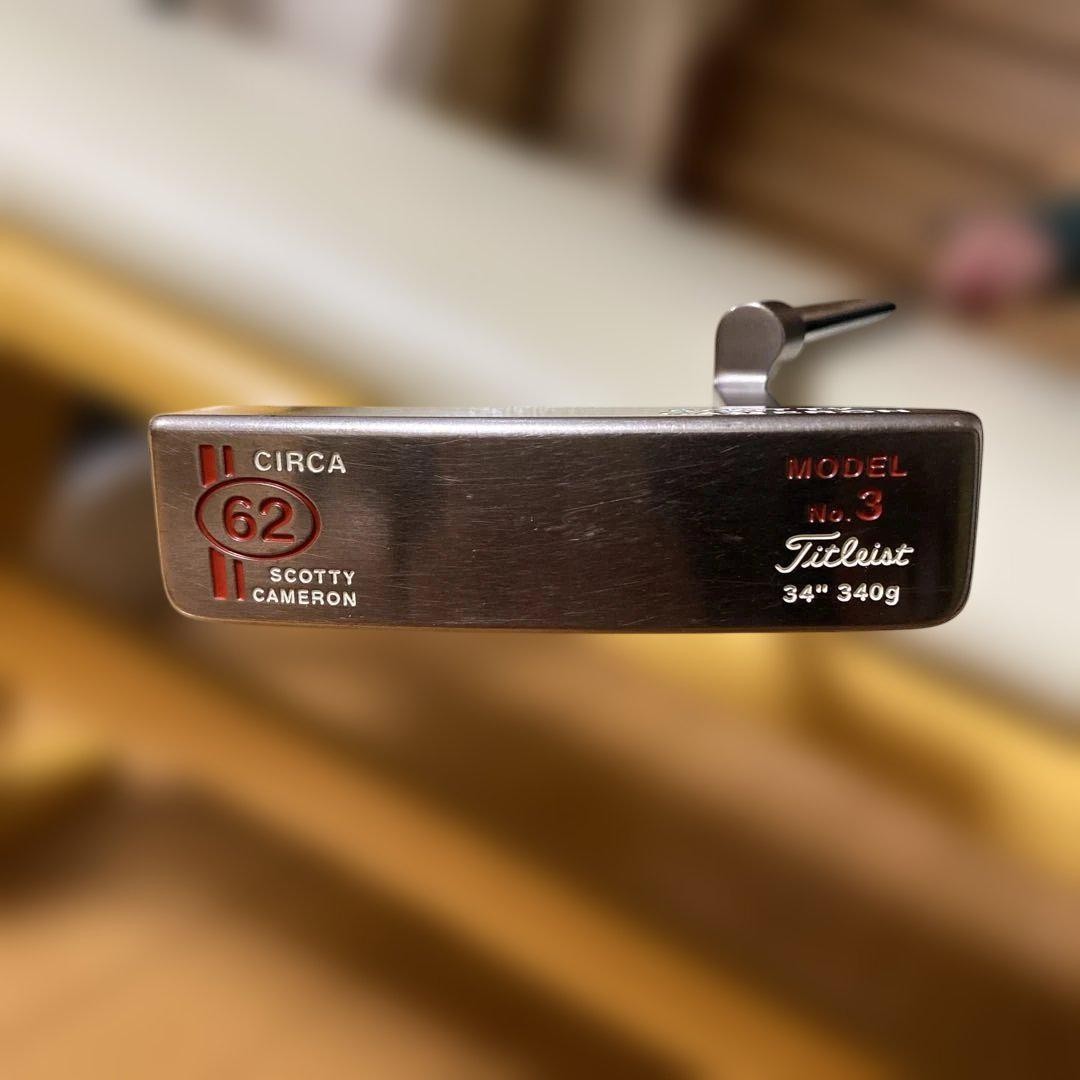 CIRCA
62
SCOTTY
CAMERON
MODEL
No. 3
Titleist
34" 340g